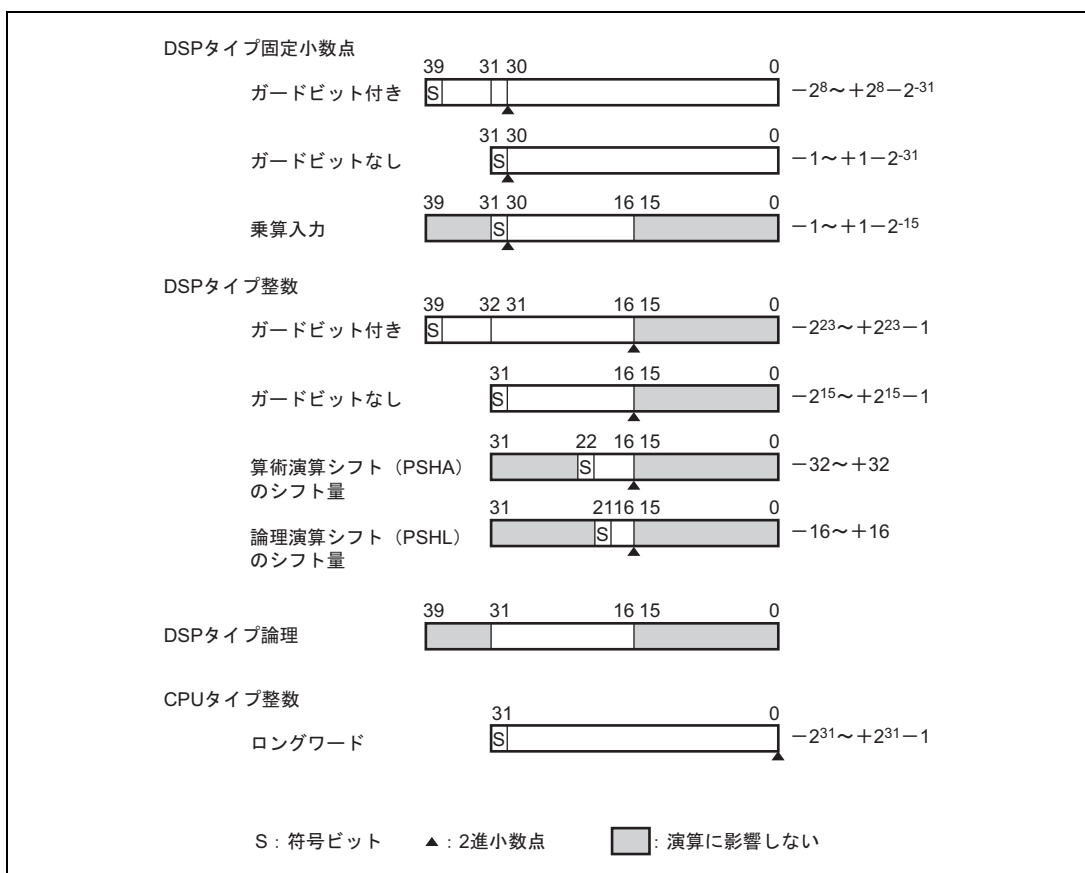 DSPタイプ固定小数点
39 31 30 0
ガードビット付き S −2⁸～＋2⁸−2⁻³¹
31 30 0
ガードビットなし S −1～＋1−2⁻³¹
39 31 30 16 15 0
乗算入力 S −1～＋1−2⁻¹⁵
DSPタイプ整数
39 32 31 16 15 0
ガードビット付き S −2²³～＋2²³−1
31 16 15 0
ガードビットなし S −2¹⁵～＋2¹⁵−1
31 22 16 15 0
算術演算シフト（PSHA） S −32～＋32
のシフト量
31 21 16 15 0
論理演算シフト（PSHL） S −16～＋16
のシフト量
39 31 16 15 0
DSPタイプ論理
CPUタイプ整数
31 0
ロングワード S −2³¹～＋2³¹−1
S：符号ビット ▲：2進小数点 ：演算に影響しない